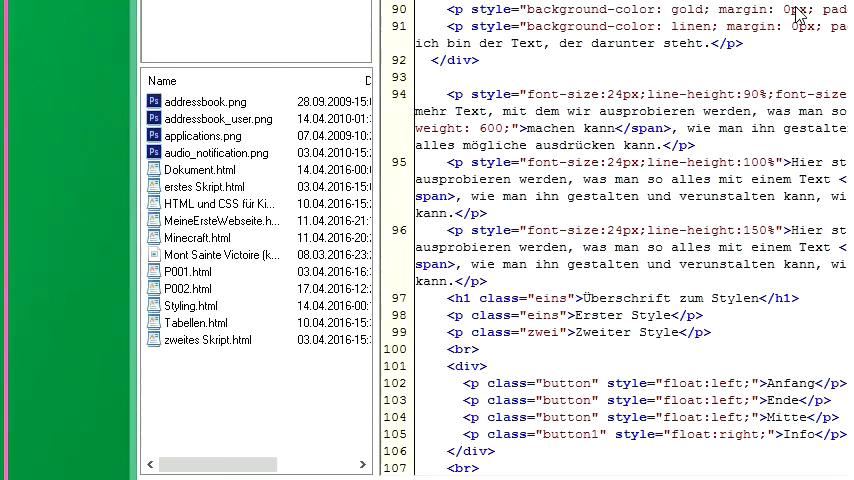 Name
D
addressbook.png 28.09.2009-15:
addressbook_user.png 14.04.2010-01:
applications.png 07.04.2009-10:
audio_notification.png 03.04.2010-15:
Dokument.html 14.04.2016-00:
erstes Skript.html 03.04.2016-15:
HTML und CSS für Ki... 10.04.2016-15:
MeineErsteWebseite.h... 11.04.2016-21:
Minecraft.html 11.04.2016-20:
Mont Sainte Victoire (k... 08.03.2016-23:
P001.html 03.04.2016-16:
P002.html 17.04.2016-12:
Styling.html 14.04.2016-00:
Tabellen.html 10.04.2016-15:
zweites Skript.html 03.04.2016-15:
90 <p style="background-color: gold; margin: 0px; pad
91 <p style="background-color: linen; margin: 0px; pa
ich bin der Text, der darunter steht.</p>
92 </div>
93
94 <p style="font-size:24px;line-height:90%;font-size
mehr Text, mit dem wir ausprobieren werden, was man so
weight: 600;">machen kann</span>, wie man ihn gestalte
alles mögliche ausdrücken kann.</p>
95 <p style="font-size:24px;line-height:100%">Hier st
ausprobieren werden, was man so alles mit einem Text <
span>, wie man ihn gestalten und verunstalten kann, wi
kann.</p>
96 <p style="font-size:24px;line-height:150%">Hier st
ausprobieren werden, was man so alles mit einem Text <
span>, wie man ihn gestalten und verunstalten kann, wi
kann.</p>
97 <h1 class="eins">Überschrift zum Stylen</h1>
98 <p class="eins">Erster Style</p>
99 <p class="zwei">Zweiter Style</p>
100 <br>
101 <div>
102 <p class="button" style="float:left;">Anfang</p>
103 <p class="button" style="float:left;">Ende</p>
104 <p class="button" style="float:left;">Mitte</p>
105 <p class="button1" style="float:right;">Info</p>
106 </div>
107 <br>